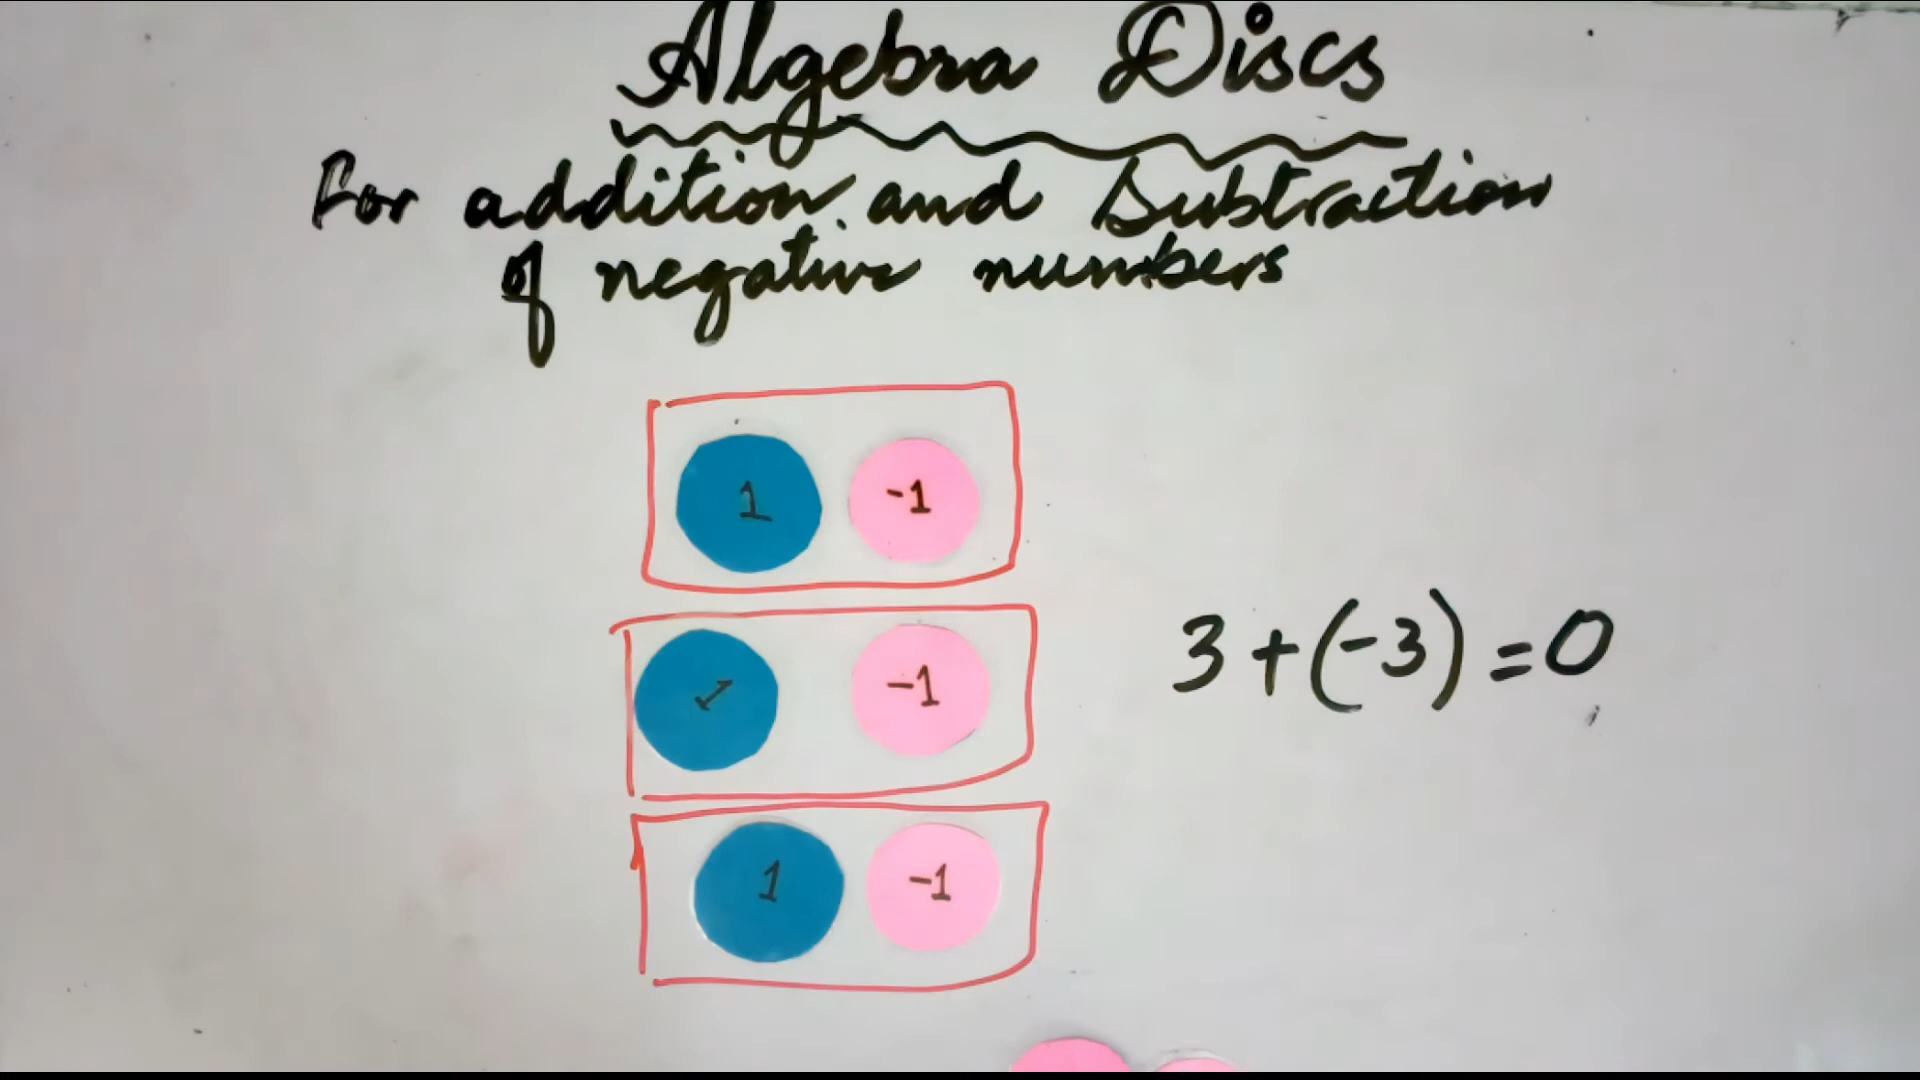 Algebra Discs
For addition and Subtraction
of negative numbers
1 -1
1 -1
3+(-3)=0
1 -1